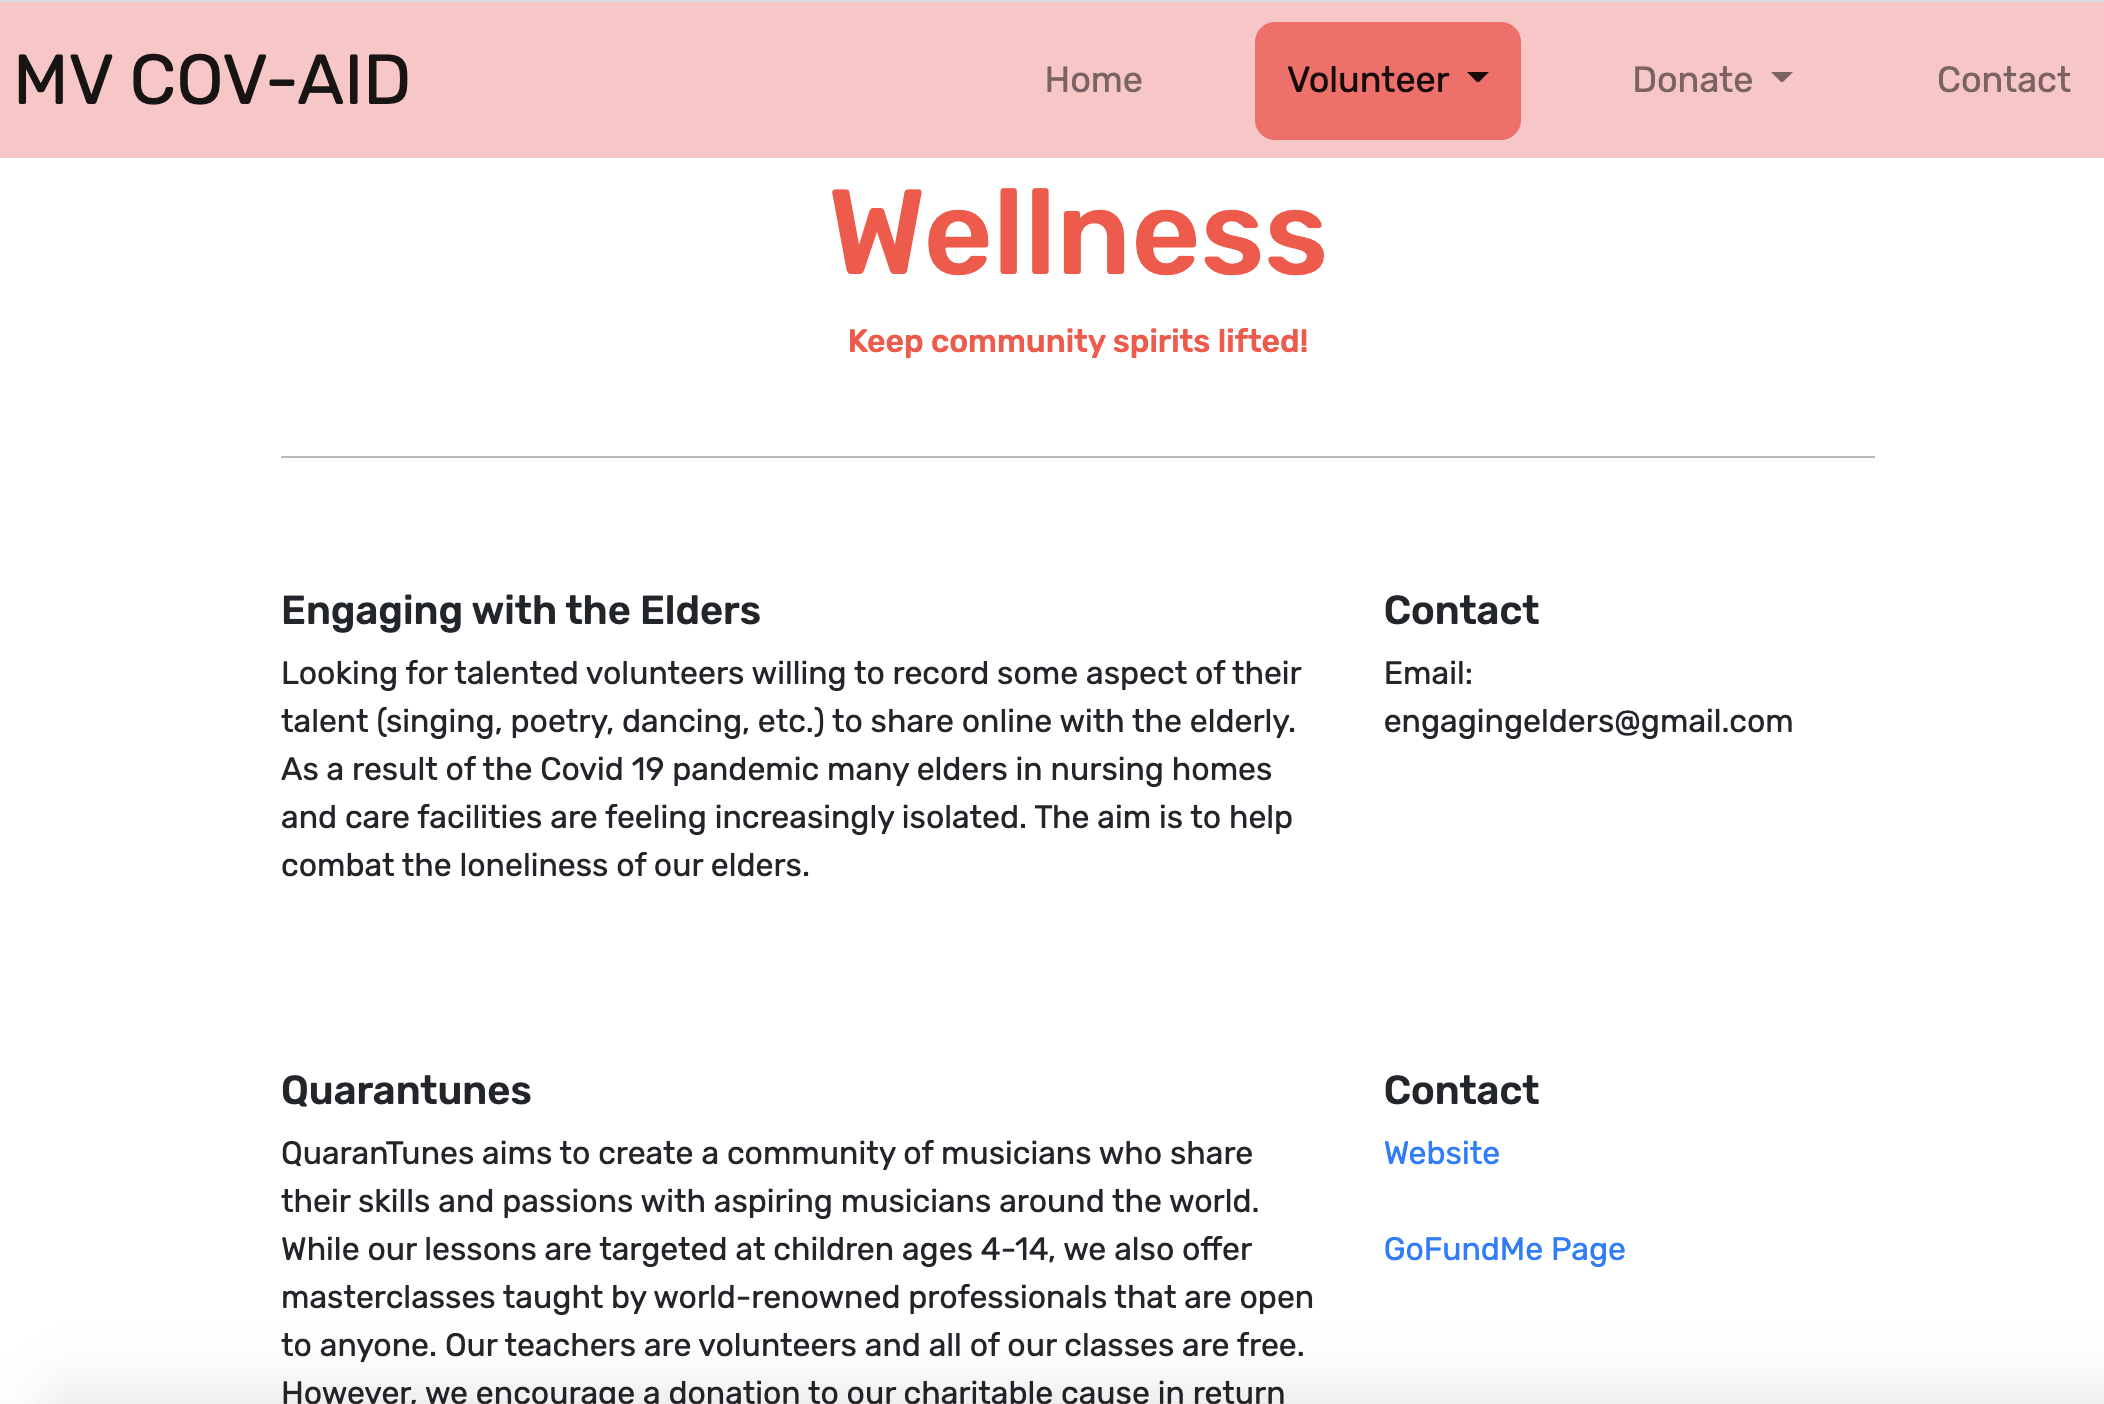 MV COV-AID
Home
Volunteer
Donate
Contact
Wellness
Keep community spirits lifted!
Engaging with the Elders
Looking for talented volunteers willing to record some aspect of their
talent (singing, poetry, dancing, etc.) to share online with the elderly.
As a result of the Covid 19 pandemic many elders in nursing homes
and care facilities are feeling increasingly isolated. The aim is to help
combat the loneliness of our elders.
Contact
Email:
engagingelders@gmail.com
Quarantunes
QuaranTunes aims to create a community of musicians who share
their skills and passions with aspiring musicians around the world.
While our lessons are targeted at children ages 4-14, we also offer
masterclasses taught by world-renowned professionals that are open
to anyone. Our teachers are volunteers and all of our classes are free.
However, we encourage a donation to our charitable cause in return
Contact
Website
GoFundMe Page